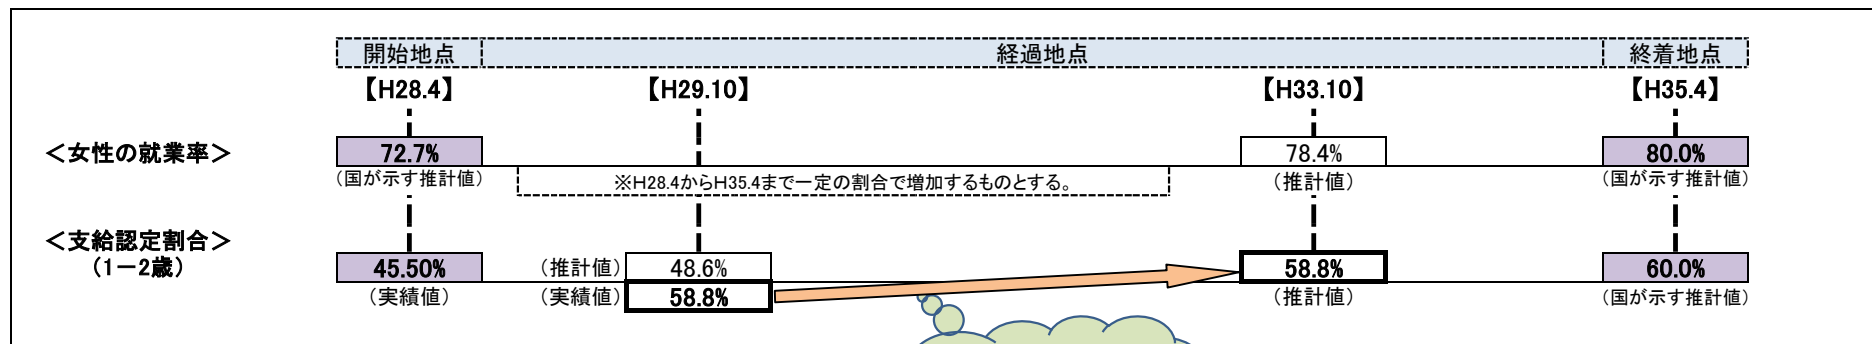 開始地点 経過地点 終着地点
【H28.4】 【H29.10】 【H33.10】 【H35.4】
＜女性の就業率＞ 72.7% 78.4% 80.0%
（国が示す推計値） ※H28.4からH35.4まで一定の割合で増加するものとする。 （推計値） （国が示す推計値）
＜支給認定割合＞
（1－2歳） 45.50% （推計値） 48.6% 58.8% 60.0%
（実績値） （実績値） 58.8% （推計値） （国が示す推計値）